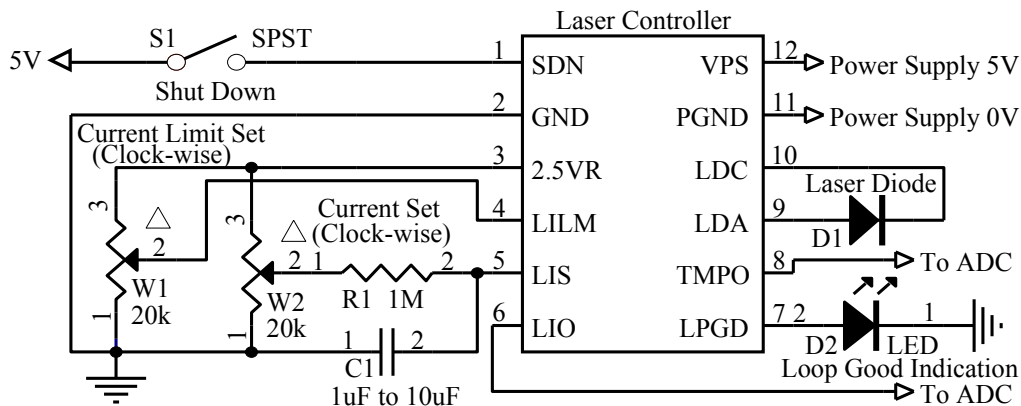 Laser Controller
5V
S1
SPST
Shut Down
1
SDN
VPS
12
Power Supply 5V
2
GND
PGND
11
Power Supply 0V
Current Limit Set
(Clock-wise)
3
2.5VR
LDC
10
Laser Diode
3
2
W1
20k
1
3
Current Set
(Clock-wise)
2
W2
20k
1
1
R1
1M
2
4
LILM
LDA
9
D1
5
LIS
TMPO
8
To ADC
6
LIO
LPGD
7
2
D2
LED
1
Loop Good Indication
1
C1
2
1uF to 10uF
To ADC